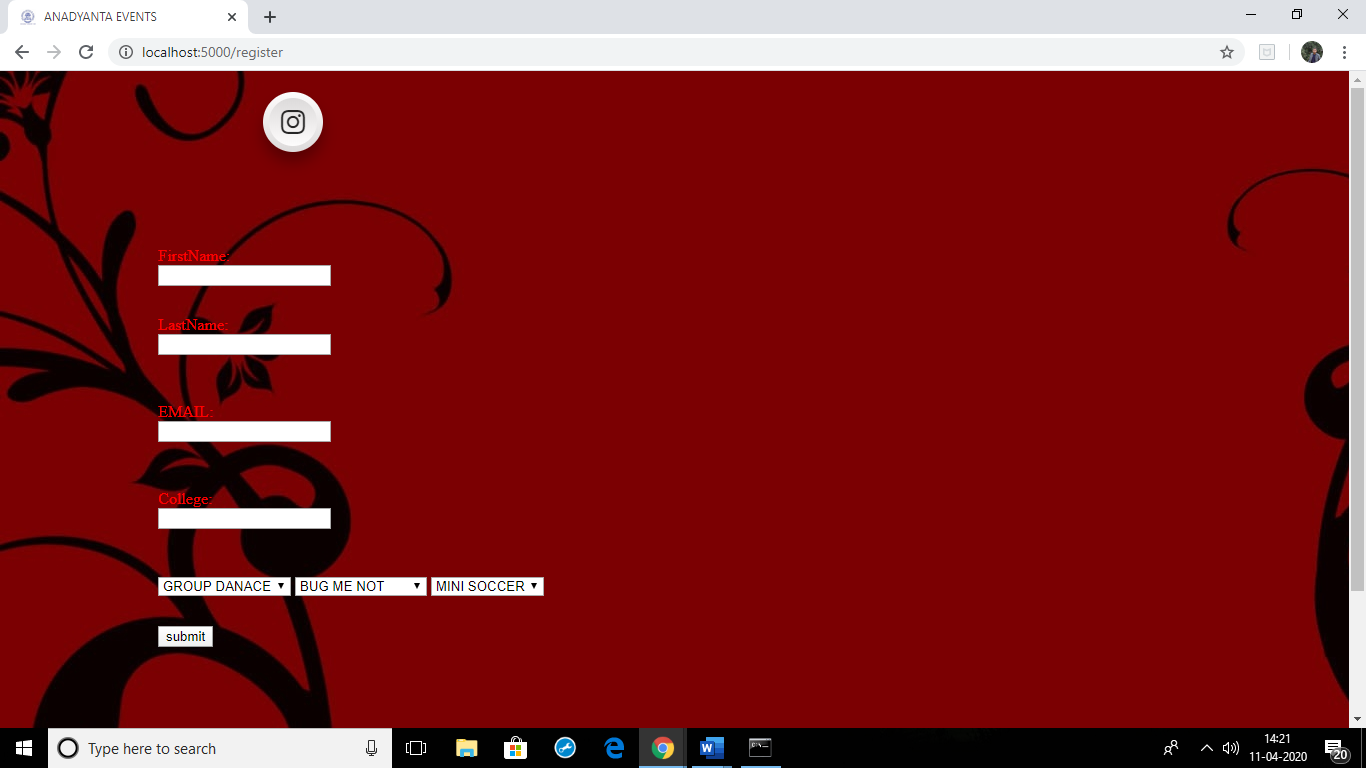 ANADYANTA EVENTS
localhost:5000/register
FirstName:
LastName:
EMAIL:
College:
GROUP DANACE BUG ME NOT MINI SOCCER
submit
Type here to search
14:21
11-04-2020
20